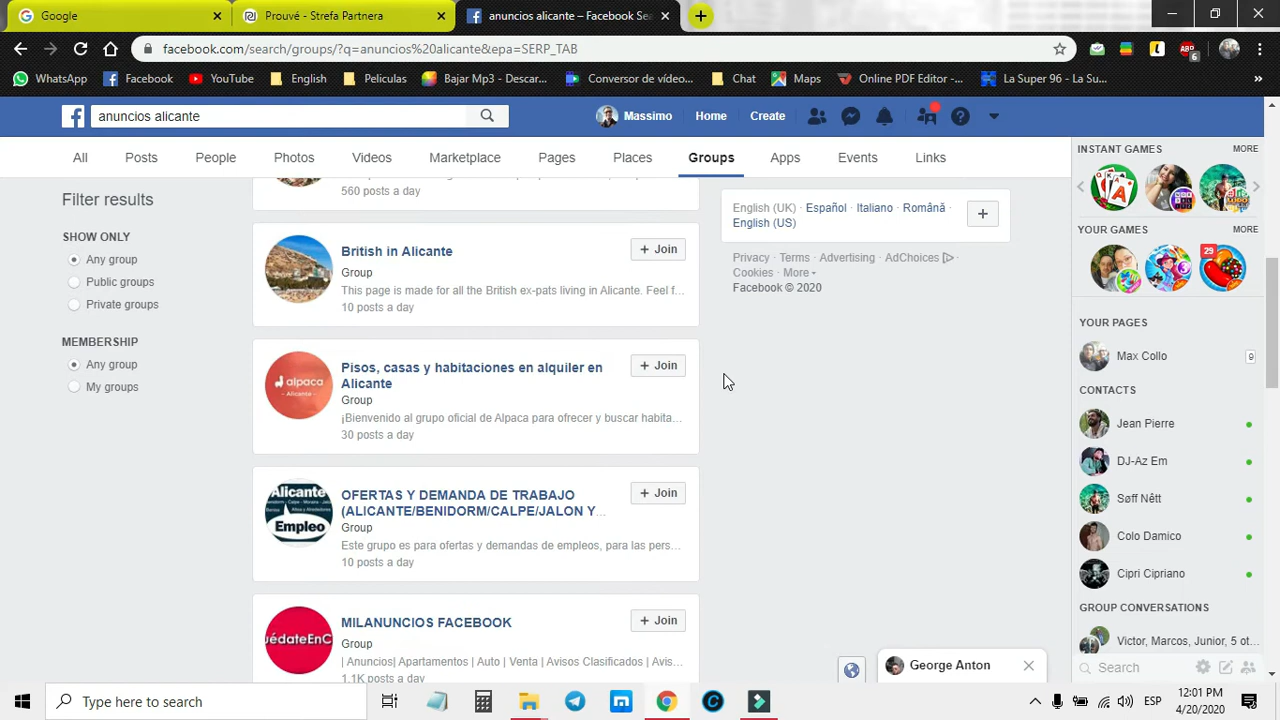 Google
Prouvé - Strefa Partnera
anuncios alicante – Facebook Sea
facebook.com/search/groups/?q=anuncios%20alicante&epa=SERP_TAB
6
WhatsApp
Facebook
YouTube
English
Peliculas
Bajar Mp3 - Descar...
Conversor de vídeo...
Chat
Maps
Online PDF Editor -...
La Super 96 - La Su...
anuncios alicante
Massimo
Home
Create
All
Posts
People
Photos
Videos
Marketplace
Pages
Places
Groups
Apps
Events
Links
Filter results
SHOW ONLY
Any group
Public groups
Private groups
MEMBERSHIP
Any group
My groups
560 posts a day
British in Alicante
+ Join
Group
This page is made for all the British ex-pats living in Alicante. Feel f...
10 posts a day
alpaca
Alicante
Pisos, casas y habitaciones en alquiler en
Alicante
+ Join
Group
¡Bienvenido al grupo oficial de Alpaca para ofrecer y buscar habita...
30 posts a day
Alicante
Empleo
OFERTAS Y DEMANDA DE TRABAJO
(ALICANTE/BENIDORM/CALPE/JALON Y...
+ Join
Group
Este grupo es para ofertas y demandas de empleos, para las pers...
10 posts a day
uédateEnC
MILANUNCIOS FACEBOOK
+ Join
Group
| Anuncios| Apartamentos | Auto | Venta | Avisos Clasificados | Avis...
1.1K posts a day
English (UK) · Español · Italiano · Română ·
English (US)
Privacy · Terms · Advertising · AdChoices ·
Cookies · More
Facebook © 2020
INSTANT GAMES
MORE
YOUR GAMES
MORE
29
YOUR PAGES
Max Collo
9
CONTACTS
Jean Pierre
DJ-Az Em
Søff Nêtt
Colo Damico
Cipri Cipriano
GROUP CONVERSATIONS
Victor, Marcos, Junior, 5 ot...
Search
George Anton
Type here to search
ESP
12:01 PM
4/20/2020